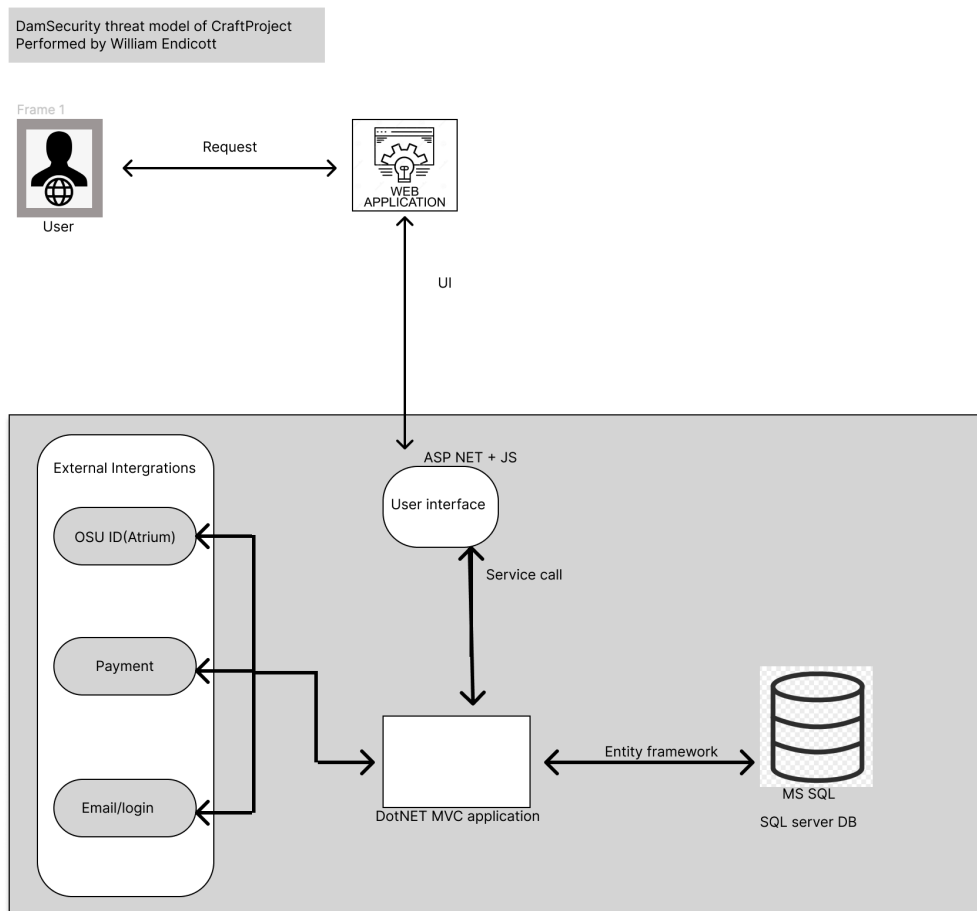 DamSecurity threat model of CraftProject
Performed by William Endicott
Frame 1
Request
WEB
APPLICATION
User
UI
ASP NET + JS
External Intergrations
User interface
OSU ID(Atrium)
Service call
Payment
Entity framework
Email/login
DotNET MVC application
MS SQL
SQL server DB